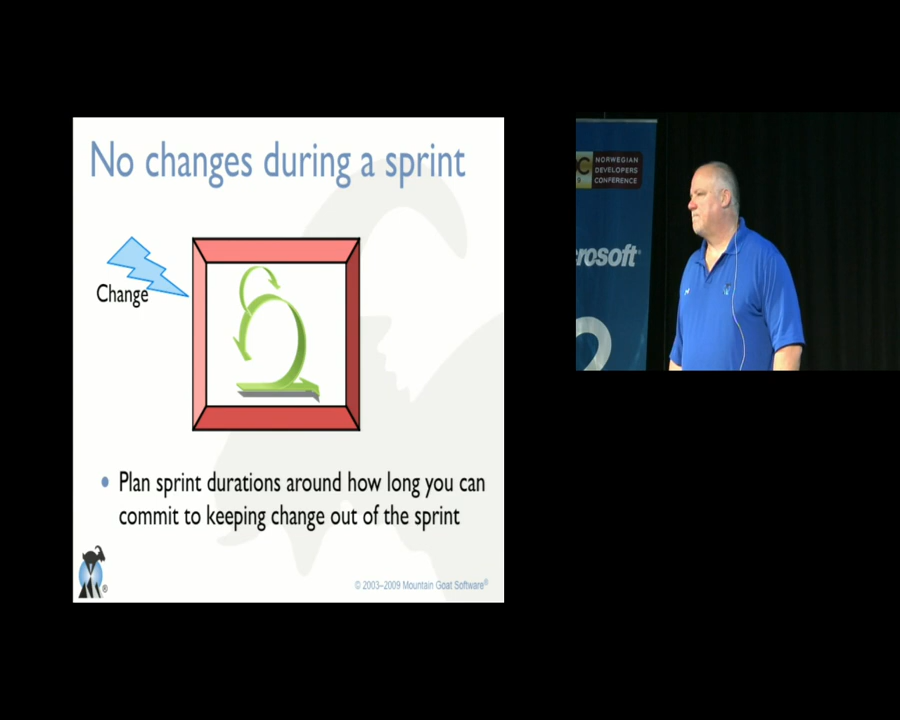 No changes during a sprint
Change
• Plan sprint durations around how long you can
commit to keeping change out of the sprint
© 2003–2009 Mountain Goat Software®
®
NORWEGIAN
DEVELOPERS
CONFERENCE
rosoft®